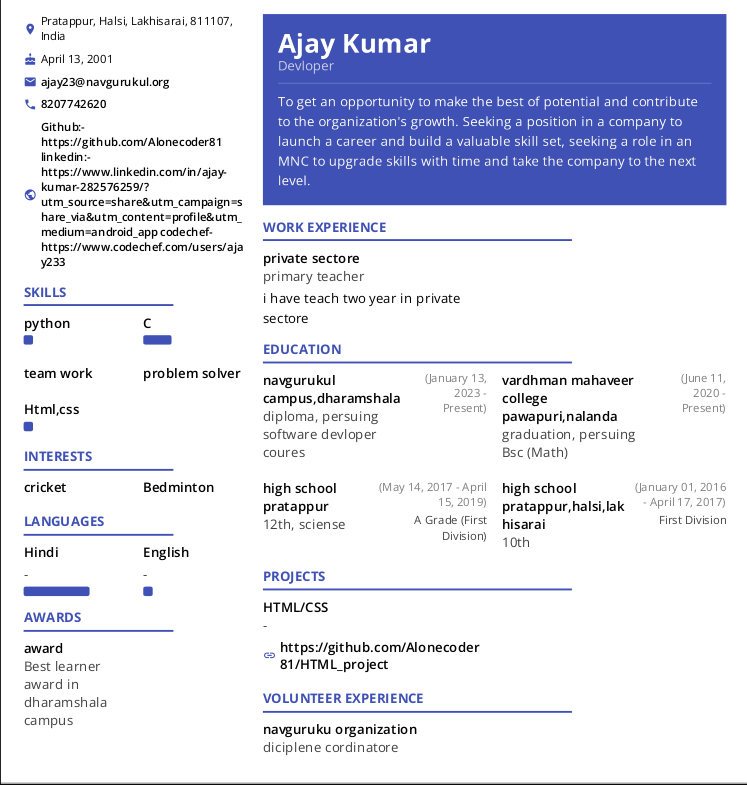 Pratappur, Halsi, Lakhisarai, 811107,
India
April 13, 2001
ajay23@navgurukul.org
8207742620
Github:-
https://github.com/Alonecoder81
linkedin:-
https://www.linkedin.com/in/ajay-
kumar-282576259/?
utm_source=share&utm_campaign=s
hare_via&utm_content=profile&utm_
medium=android_app codechef-
https://www.codechef.com/users/aja
y233
SKILLS
python
C
team work
problem solver
Html,css
INTERESTS
cricket
Bedminton
LANGUAGES
Hindi
-
English
-
AWARDS
award
Best learner
award in
dharamshala
campus
Ajay Kumar
Devloper
To get an opportunity to make the best of potential and contribute
to the organization's growth. Seeking a position in a company to
launch a career and build a valuable skill set, seeking a role in an
MNC to upgrade skills with time and take the company to the next
level.
WORK EXPERIENCE
private sectore
primary teacher
i have teach two year in private
sectore
EDUCATION
navgurukul
campus,dharamshala
diploma, persuing
software devloper
coures
(January 13,
2023 -
Present)
vardhman mahaveer
college
pawapuri,nalanda
graduation, persuing
Bsc (Math)
(June 11,
2020 -
Present)
high school
pratappur
12th, sciense
(May 14, 2017 - April
15, 2019)
A Grade (First
Division)
high school
pratappur,halsi,lak
hisarai
10th
(January 01, 2016
- April 17, 2017)
First Division
PROJECTS
HTML/CSS
-
https://github.com/Alonecoder
81/HTML_project
VOLUNTEER EXPERIENCE
navguruku organization
diciplene cordinatore